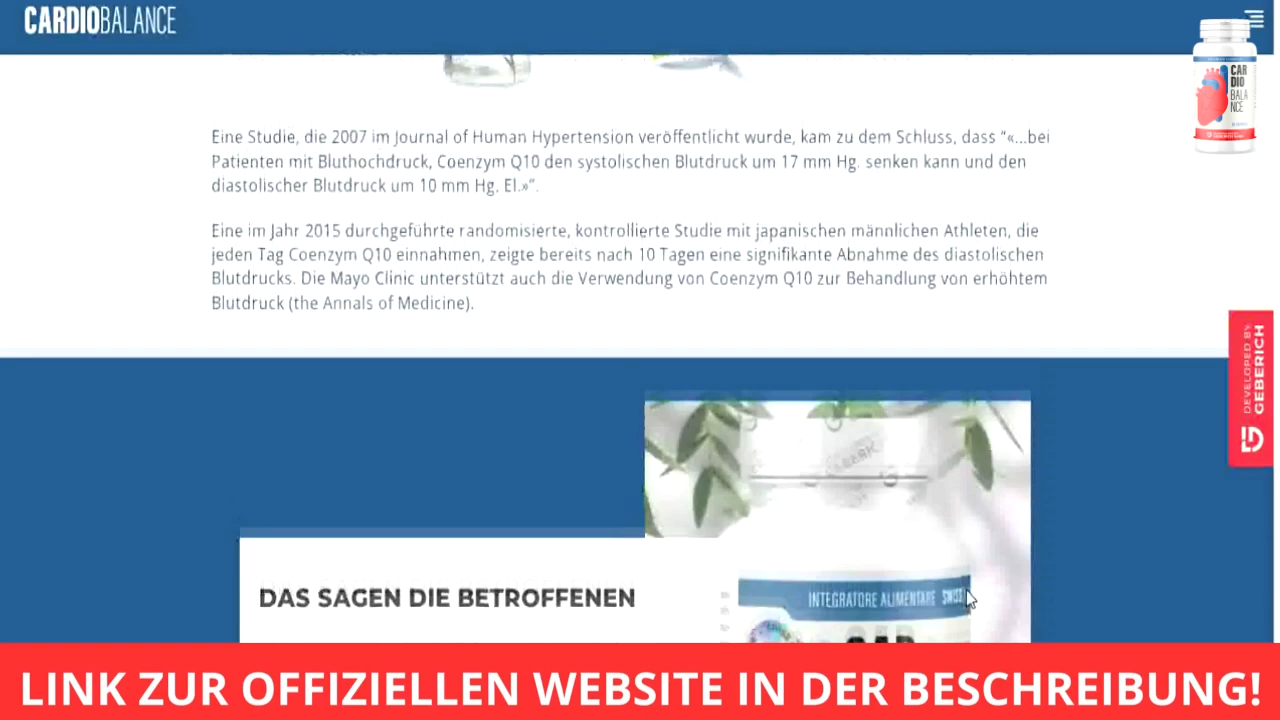 CARDIOBALANCE
CAR
DIO
BALA
NCE
Eine Studie, die 2007 im Journal of Human Hypertension veröffentlicht wurde, kam zu dem Schluss, dass “«...bei
Patienten mit Bluthochdruck, Coenzym Q10 den systolischen Blutdruck um 17 mm Hg. senken kann und den
diastolischer Blutdruck um 10 mm Hg. El.»”.
Eine im Jahr 2015 durchgeführte randomisierte, kontrollierte Studie mit japanischen männlichen Athleten, die
jeden Tag Coenzym Q10 einnahmen, zeigte bereits nach 10 Tagen eine signifikante Abnahme des diastolischen
Blutdrucks. Die Mayo Clinic unterstützt auch die Verwendung von Coenzym Q10 zur Behandlung von erhöhtem
Blutdruck (the Annals of Medicine).
DEVELOPED BY
GEBERICH
DAS SAGEN DIE BETROFFENEN
INTEGRATORE ALIMENTARE
CAR
LINK ZUR OFFIZIELLEN WEBSITE IN DER BESCHREIBUNG!